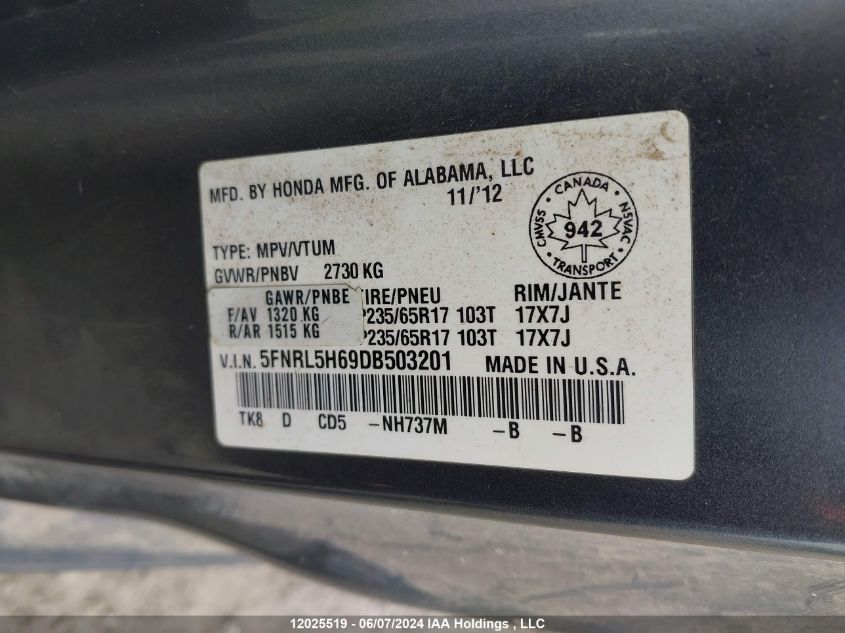 MFD. BY HONDA MFG. OF ALABAMA, LLC
11/'12
CANADA
CMVSS 942 NSVAC
TRANSPORT
TYPE: MPV/VTUM
GVWR/PNBV 2730 KG
GAWR/PNBE TIRE/PNEU RIM/JANTE
F/AV 1320 KG P235/65R17 103T 17X7J
R/AR 1515 KG P235/65R17 103T 17X7J
V.I.N. 5FNRL5H69DB503201 MADE IN U.S.A.
TK8 D CD5 -NH737M -B -B
12025519 - 06/07/2024 IAA Holdings , LLC